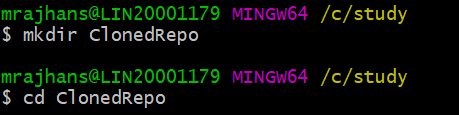 mrajhans@LIN20001179 MINGW64 /c/study
$ mkdir ClonedRepo
mrajhans@LIN20001179 MINGW64 /c/study
$ cd ClonedRepo